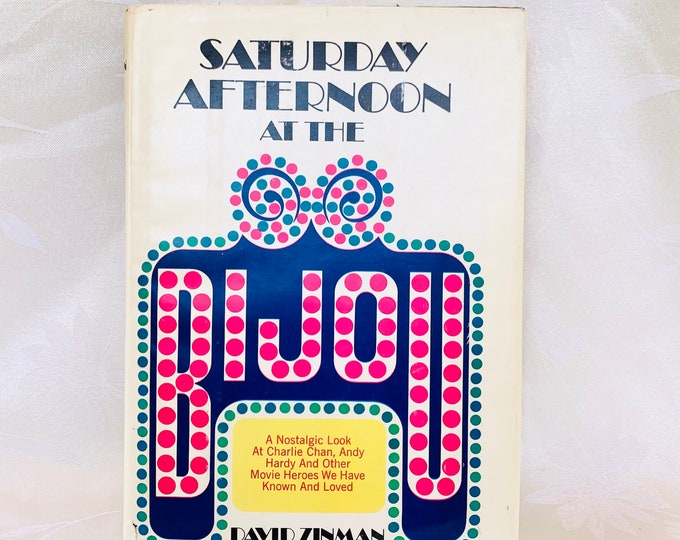 SATURDAY
AFTERNOON
AT THE
BIJOU
A Nostalgic Look
At Charlie Chan, Andy
Hardy And Other
Movie Heroes We Have
Known And Loved
DAVID ZINMAN